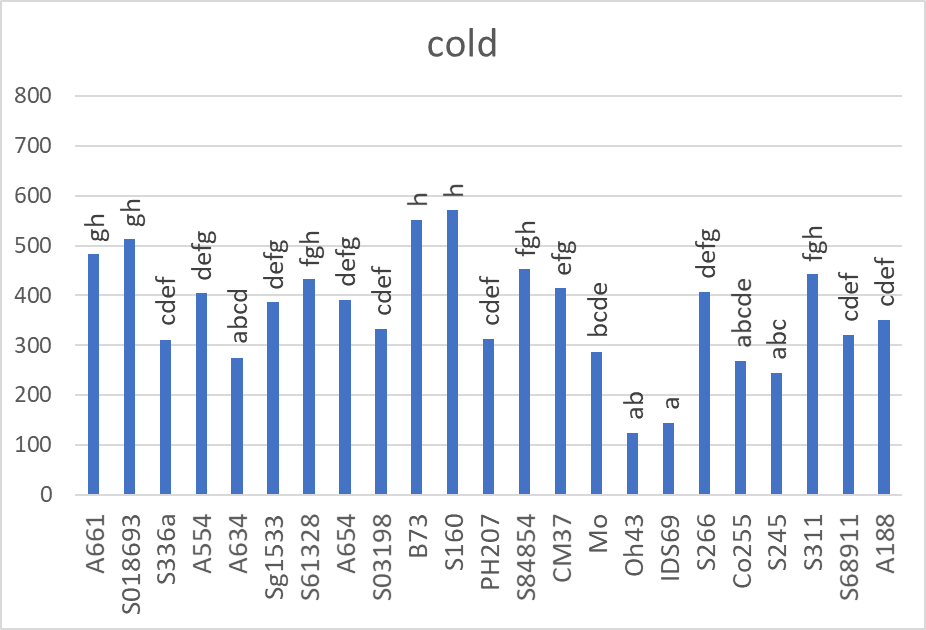 cold
800
700
600
500
400
300
200
100
0
gh
gh
cdef
defg
abcd
defg
fgh
defg
cdef
h
h
cdef
fgh
efg
bcde
ab
a
defg
abcde
abc
fgh
cdef
cdef
A661
S018693
S336a
A554
A634
Sg1533
S61328
A654
S03198
B73
S160
PH207
S84854
CM37
Mo
Oh43
IDS69
S266
Co255
S245
S311
S68911
A188